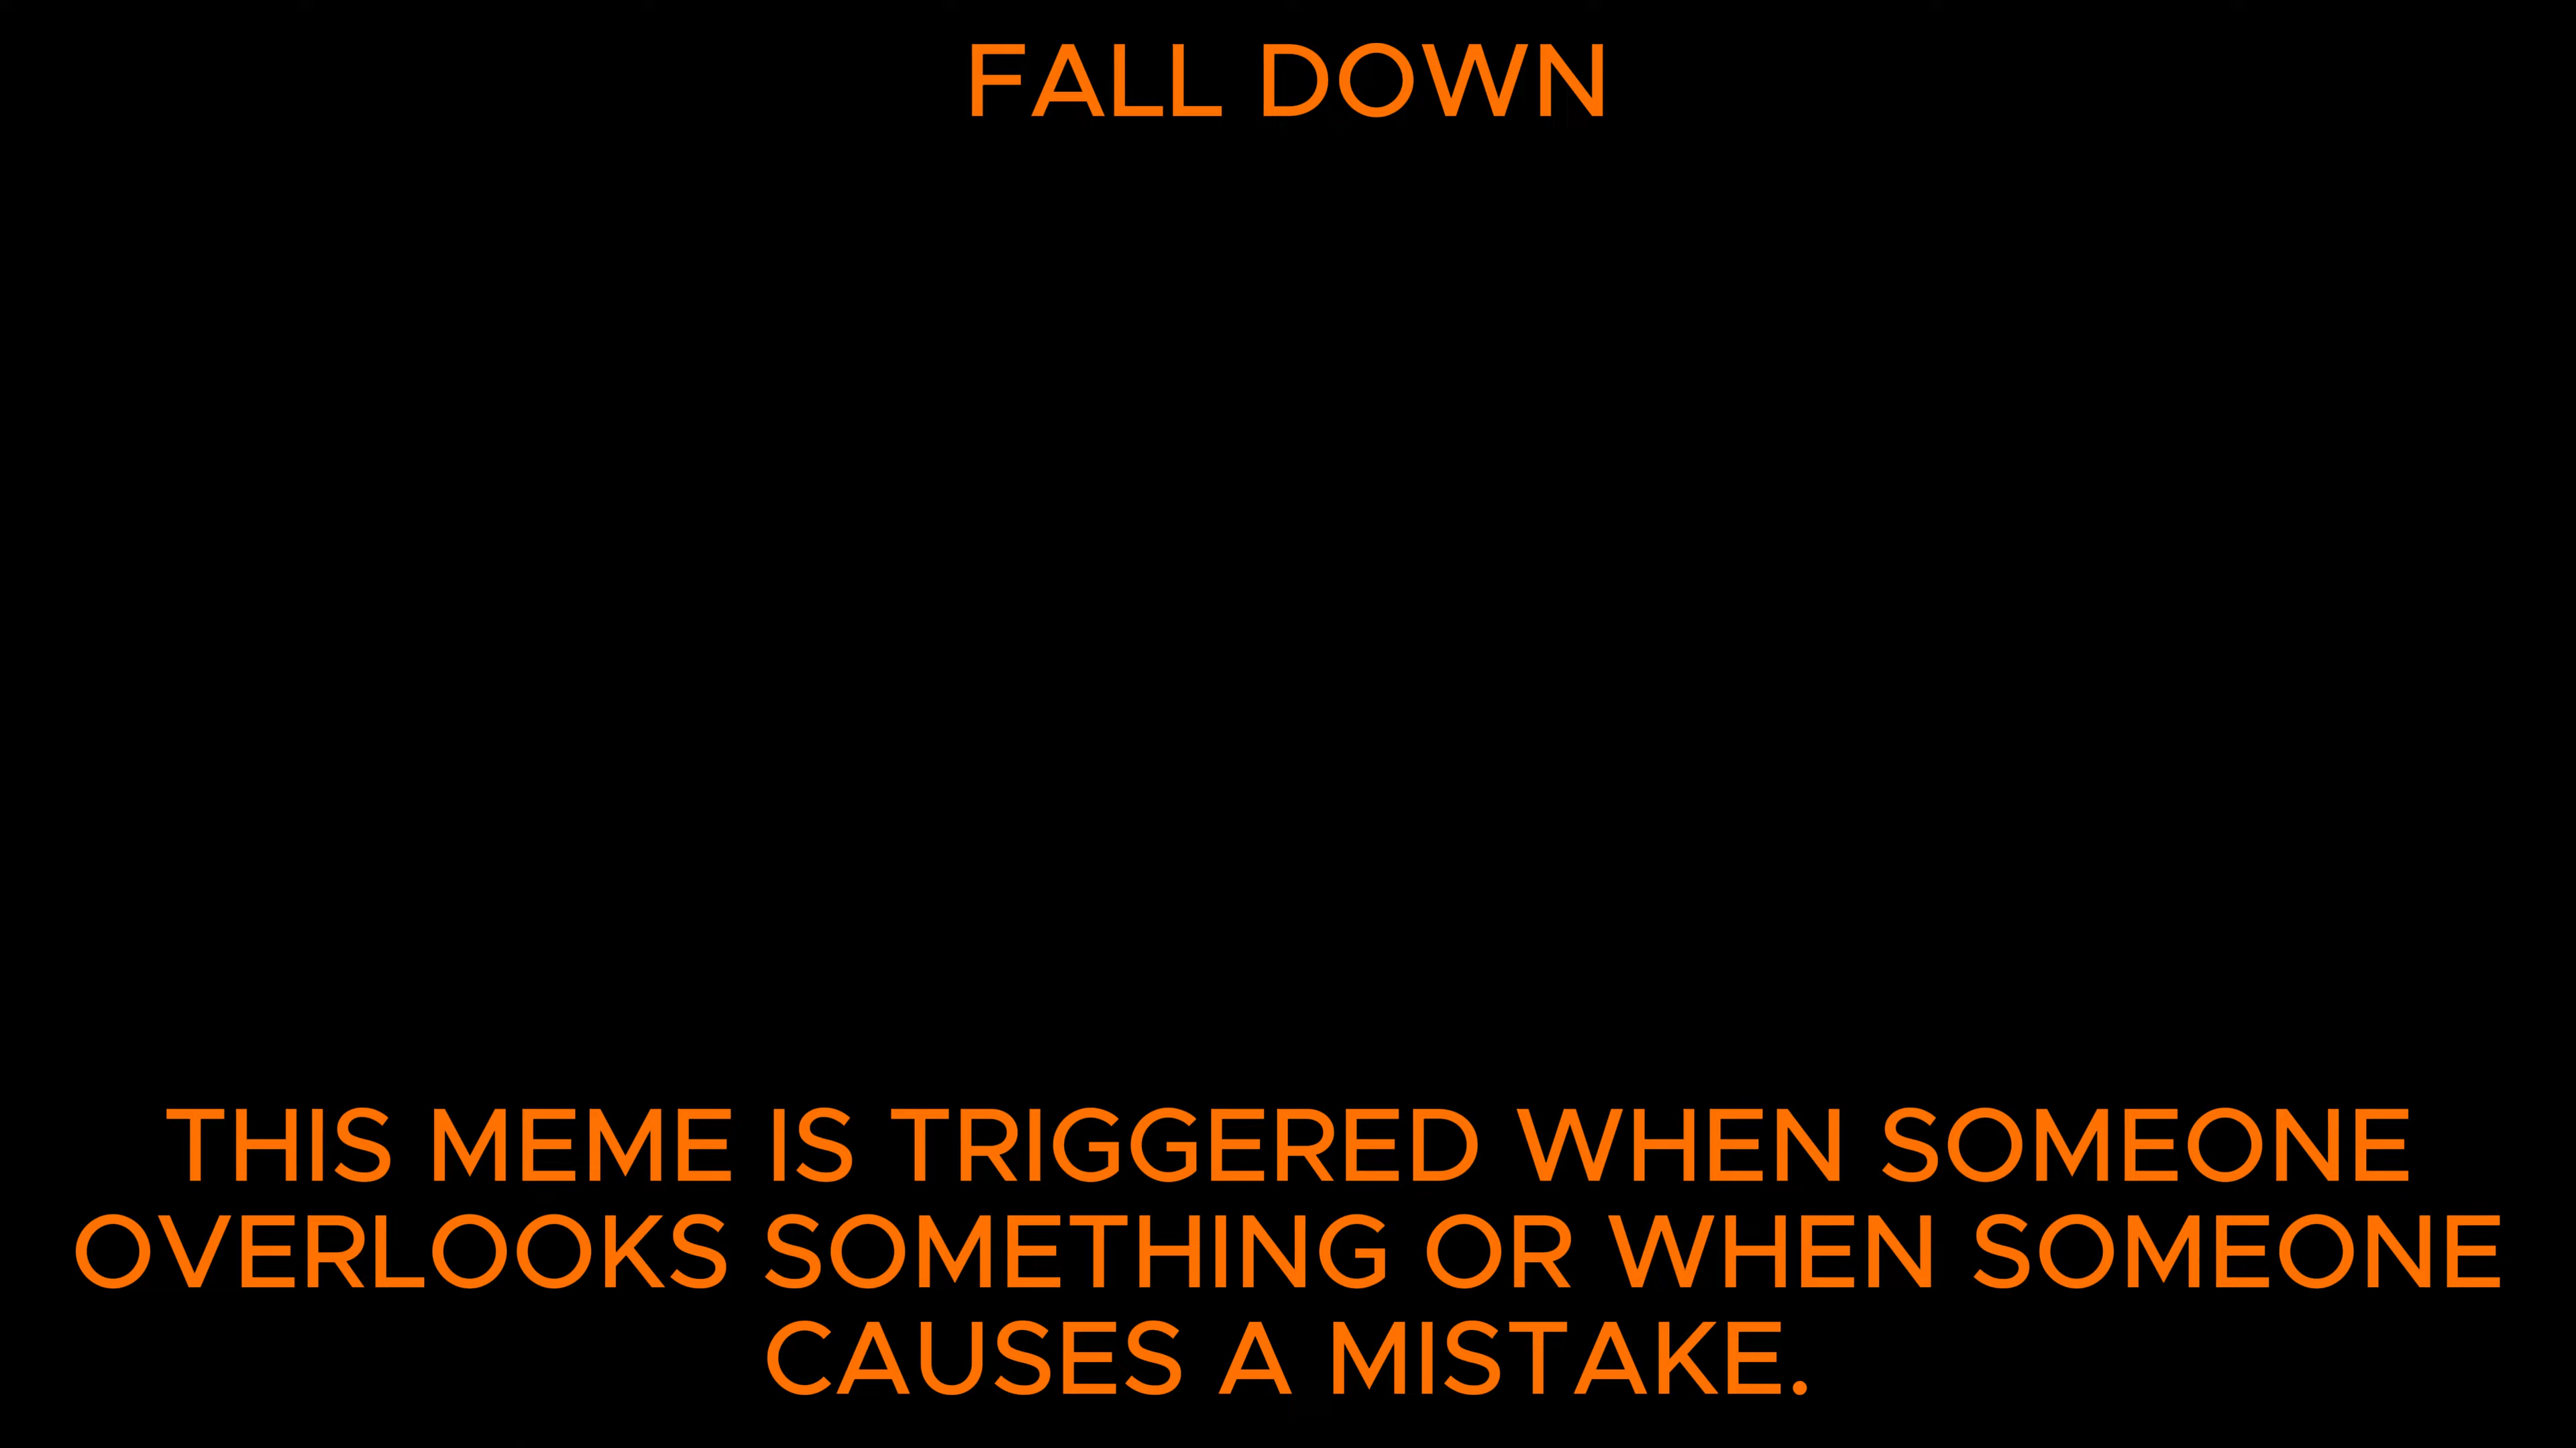 FALL DOWN
THIS MEME IS TRIGGERED WHEN SOMEONE
OVERLOOKS SOMETHING OR WHEN SOMEONE
CAUSES A MISTAKE.